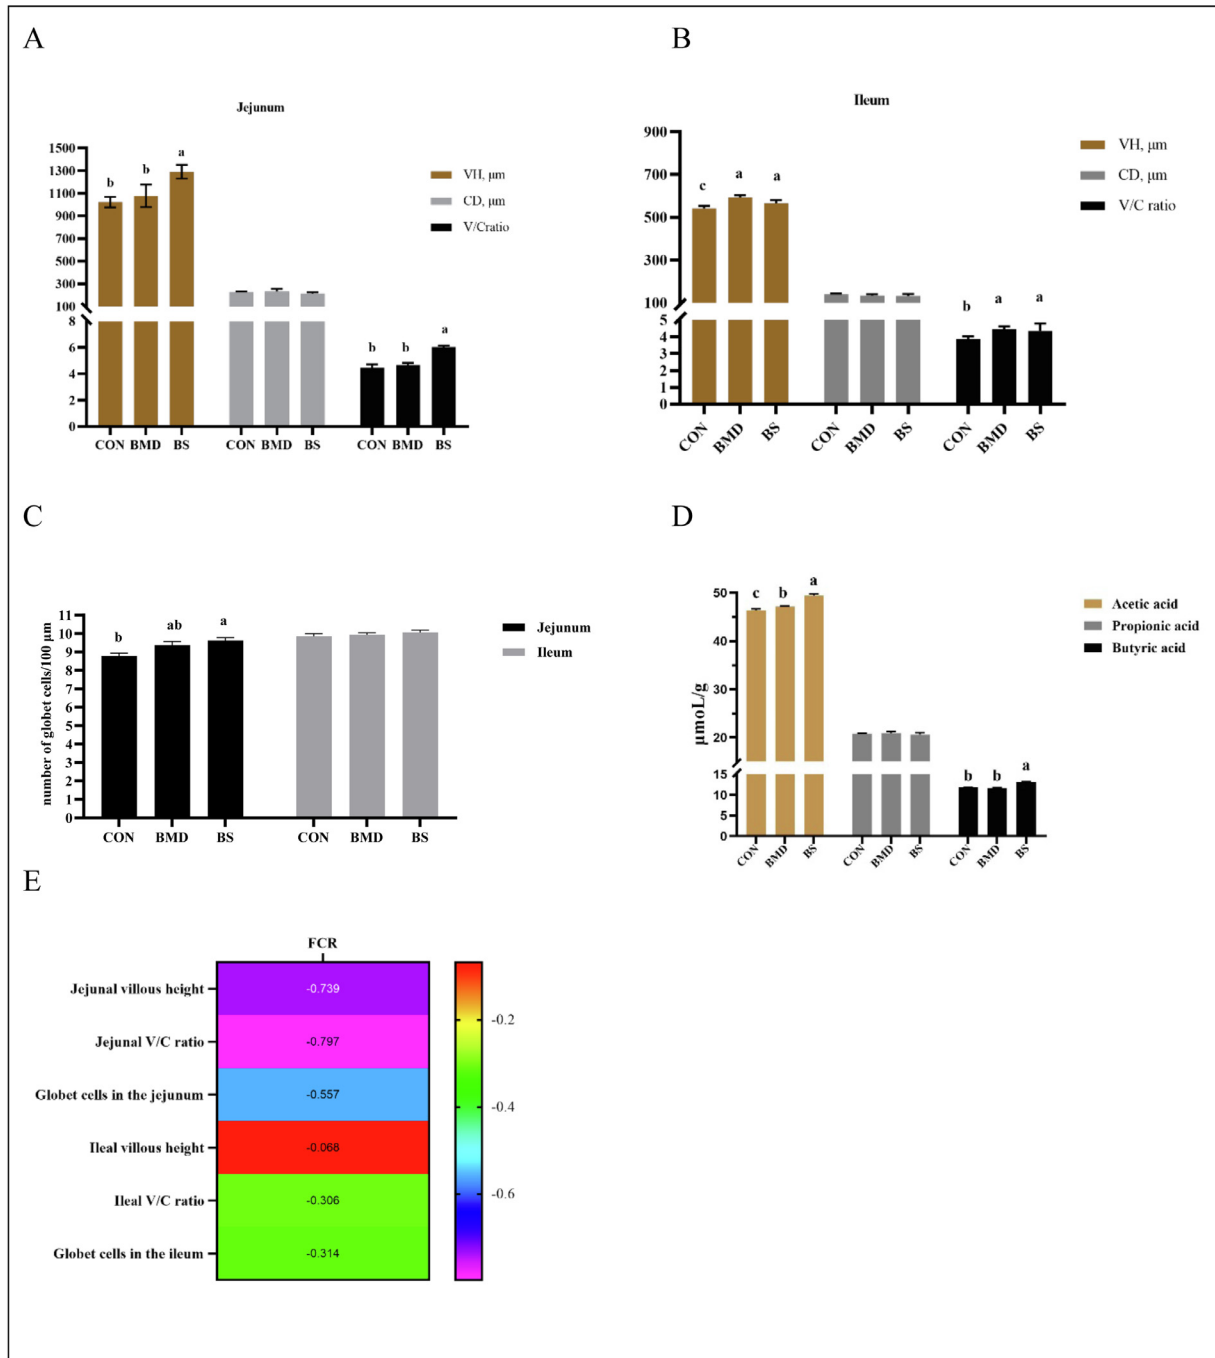 A
Jejunum
1500
1300
1100
900
700
500
300
100
8
6
4
2
0
b
b
a
b
b
a
CON BMD BS
CON BMD BS
CON BMD BS
VH, μm
CD, μm
V/Cratio
B
Ileum
900
700
500
300
100
5
4
3
2
1
0
c
a
a
b
a
a
CON
BMD
BS
CON
BMD
BS
CON
BMD
BS
VH, μm
CD, μm
V/C ratio
C
number of globet cells/100 μm
11
10
9
8
7
6
5
4
3
2
1
0
b
ab
a
CON BMD BS
CON BMD BS
Jejunum
Ileum
D
μmoL/g
50
40
30
20
15
10
5
0
c
b
a
b
b
a
CON
BMD
BS
CON
BMD
BS
CON
BMD
BS
Acetic acid
Propionic acid
Butyric acid
E
FCR
Jejunal villous height
-0.739
Jejunal V/C ratio
-0.797
Globet cells in the jejunum
-0.557
Ileal villous height
-0.068
Ileal V/C ratio
-0.306
Globet cells in the ileum
-0.314
-0.2
-0.4
-0.6